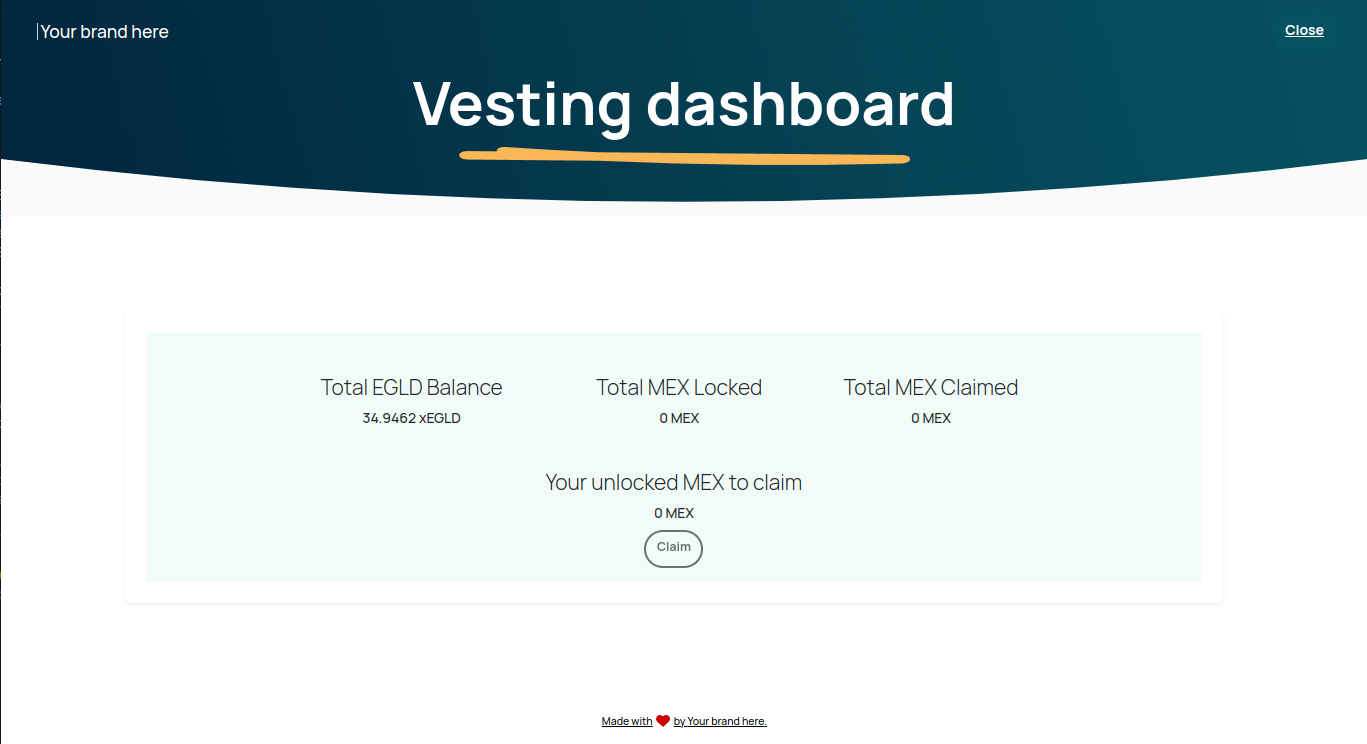 Your brand here
Close
Vesting dashboard
Total EGLD Balance
34.9462 xEGLD
Total MEX Locked
0 MEX
Total MEX Claimed
0 MEX
Your unlocked MEX to claim
0 MEX
Claim
Made with ❤ by Your brand here.